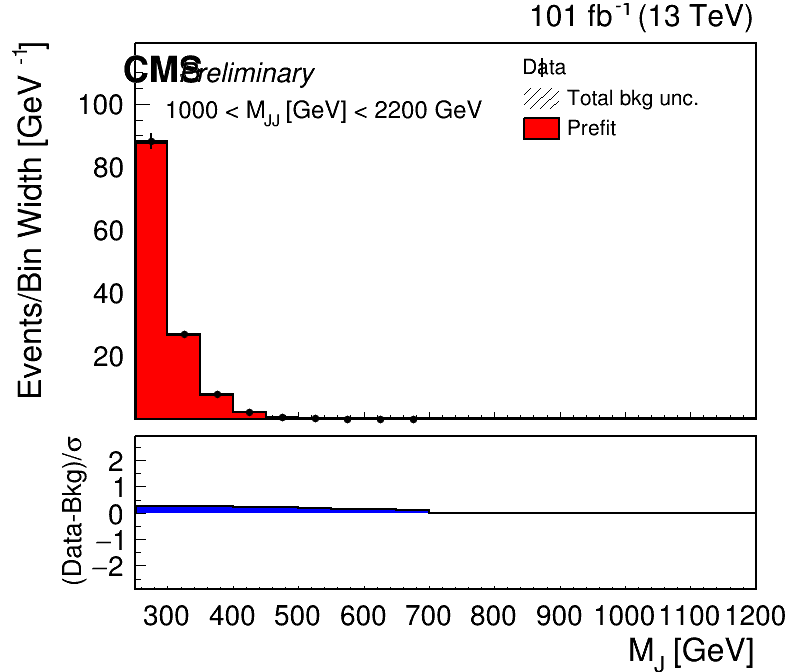 101 fb⁻¹ (13 TeV)
CMS Preliminary
Data
Total bkg unc.
Prefit
1000 < M_JJ [GeV] < 2200 GeV
Events/Bin Width [GeV⁻¹]
100
80
60
40
20
(Data-Bkg)/σ
2
1
0
−1
−2
300 400 500 600 700 800 900 1000 1100 1200
M_J [GeV]